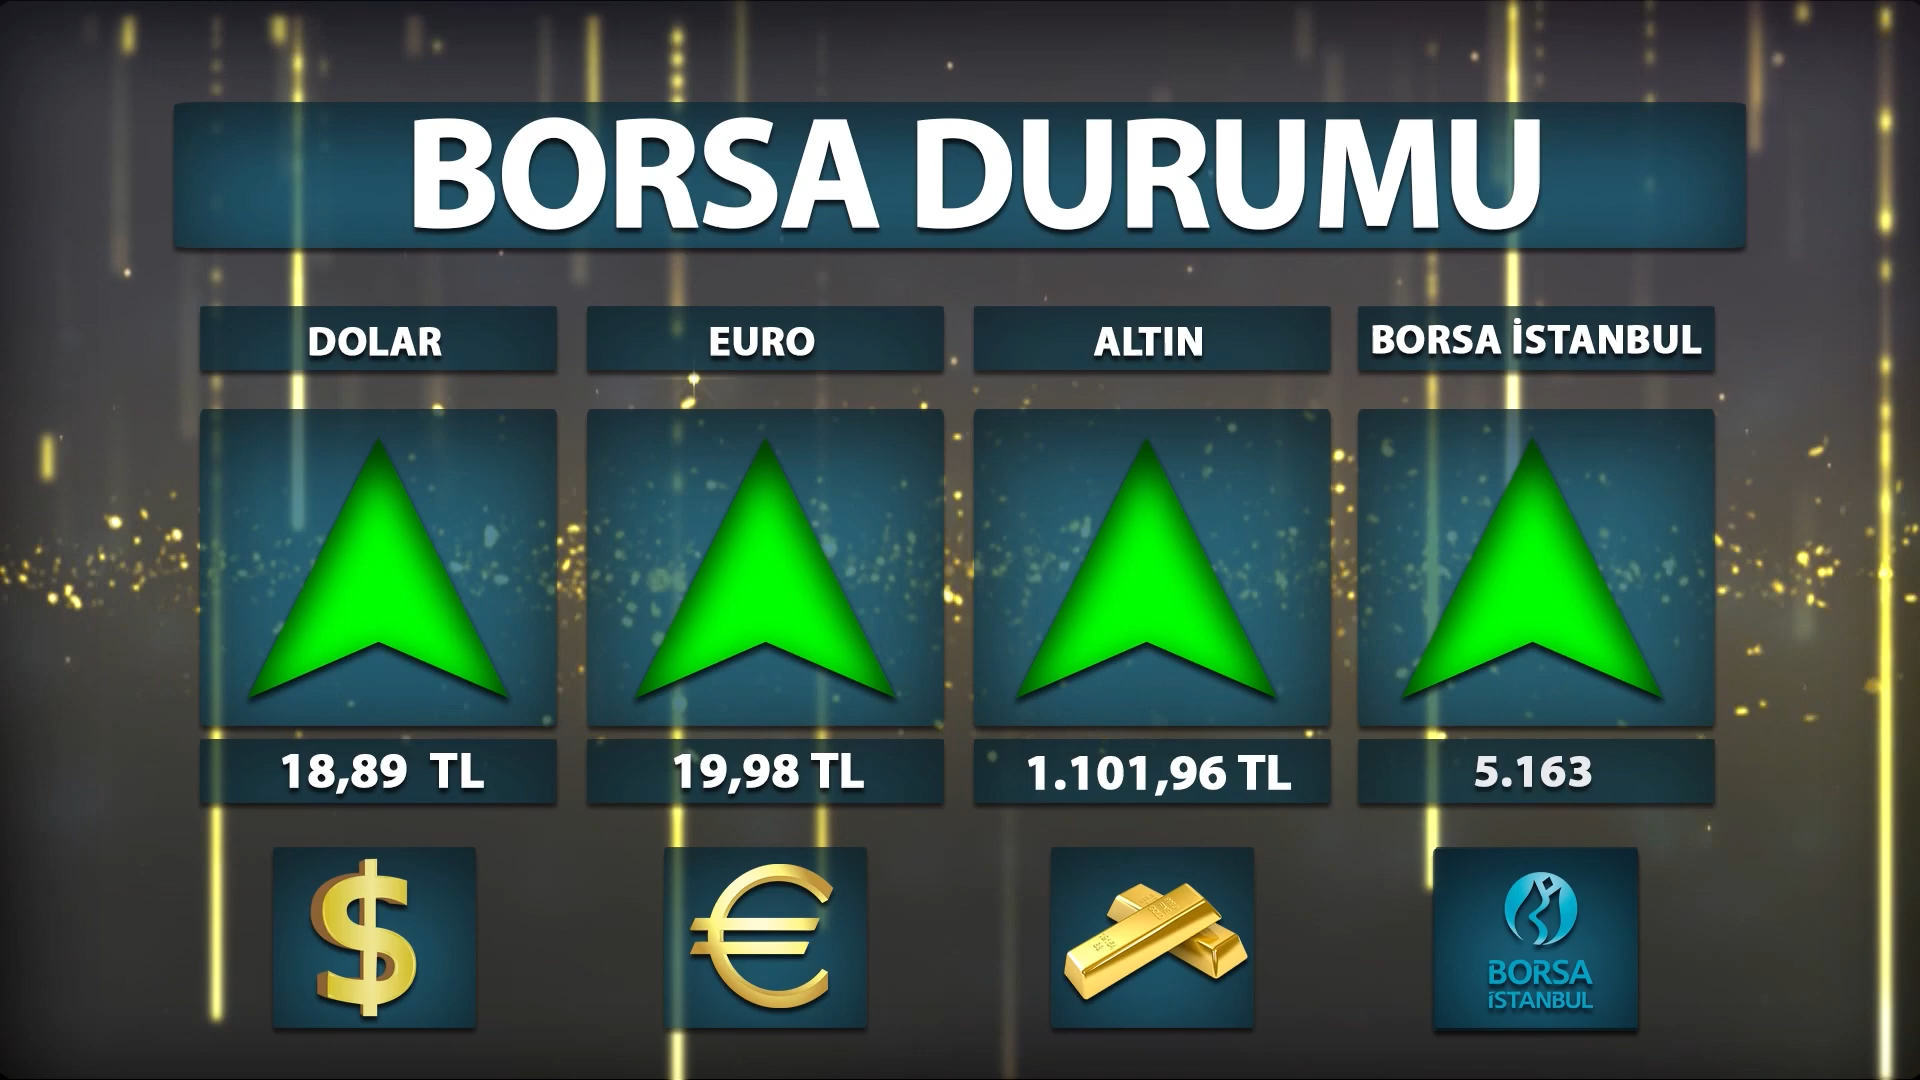 BORSA DURUMU
DOLAR
EURO
ALTIN
BORSA İSTANBUL
18,89 TL
19,98 TL
1.101,96 TL
5.163
$
€
BORSA
İSTANBUL